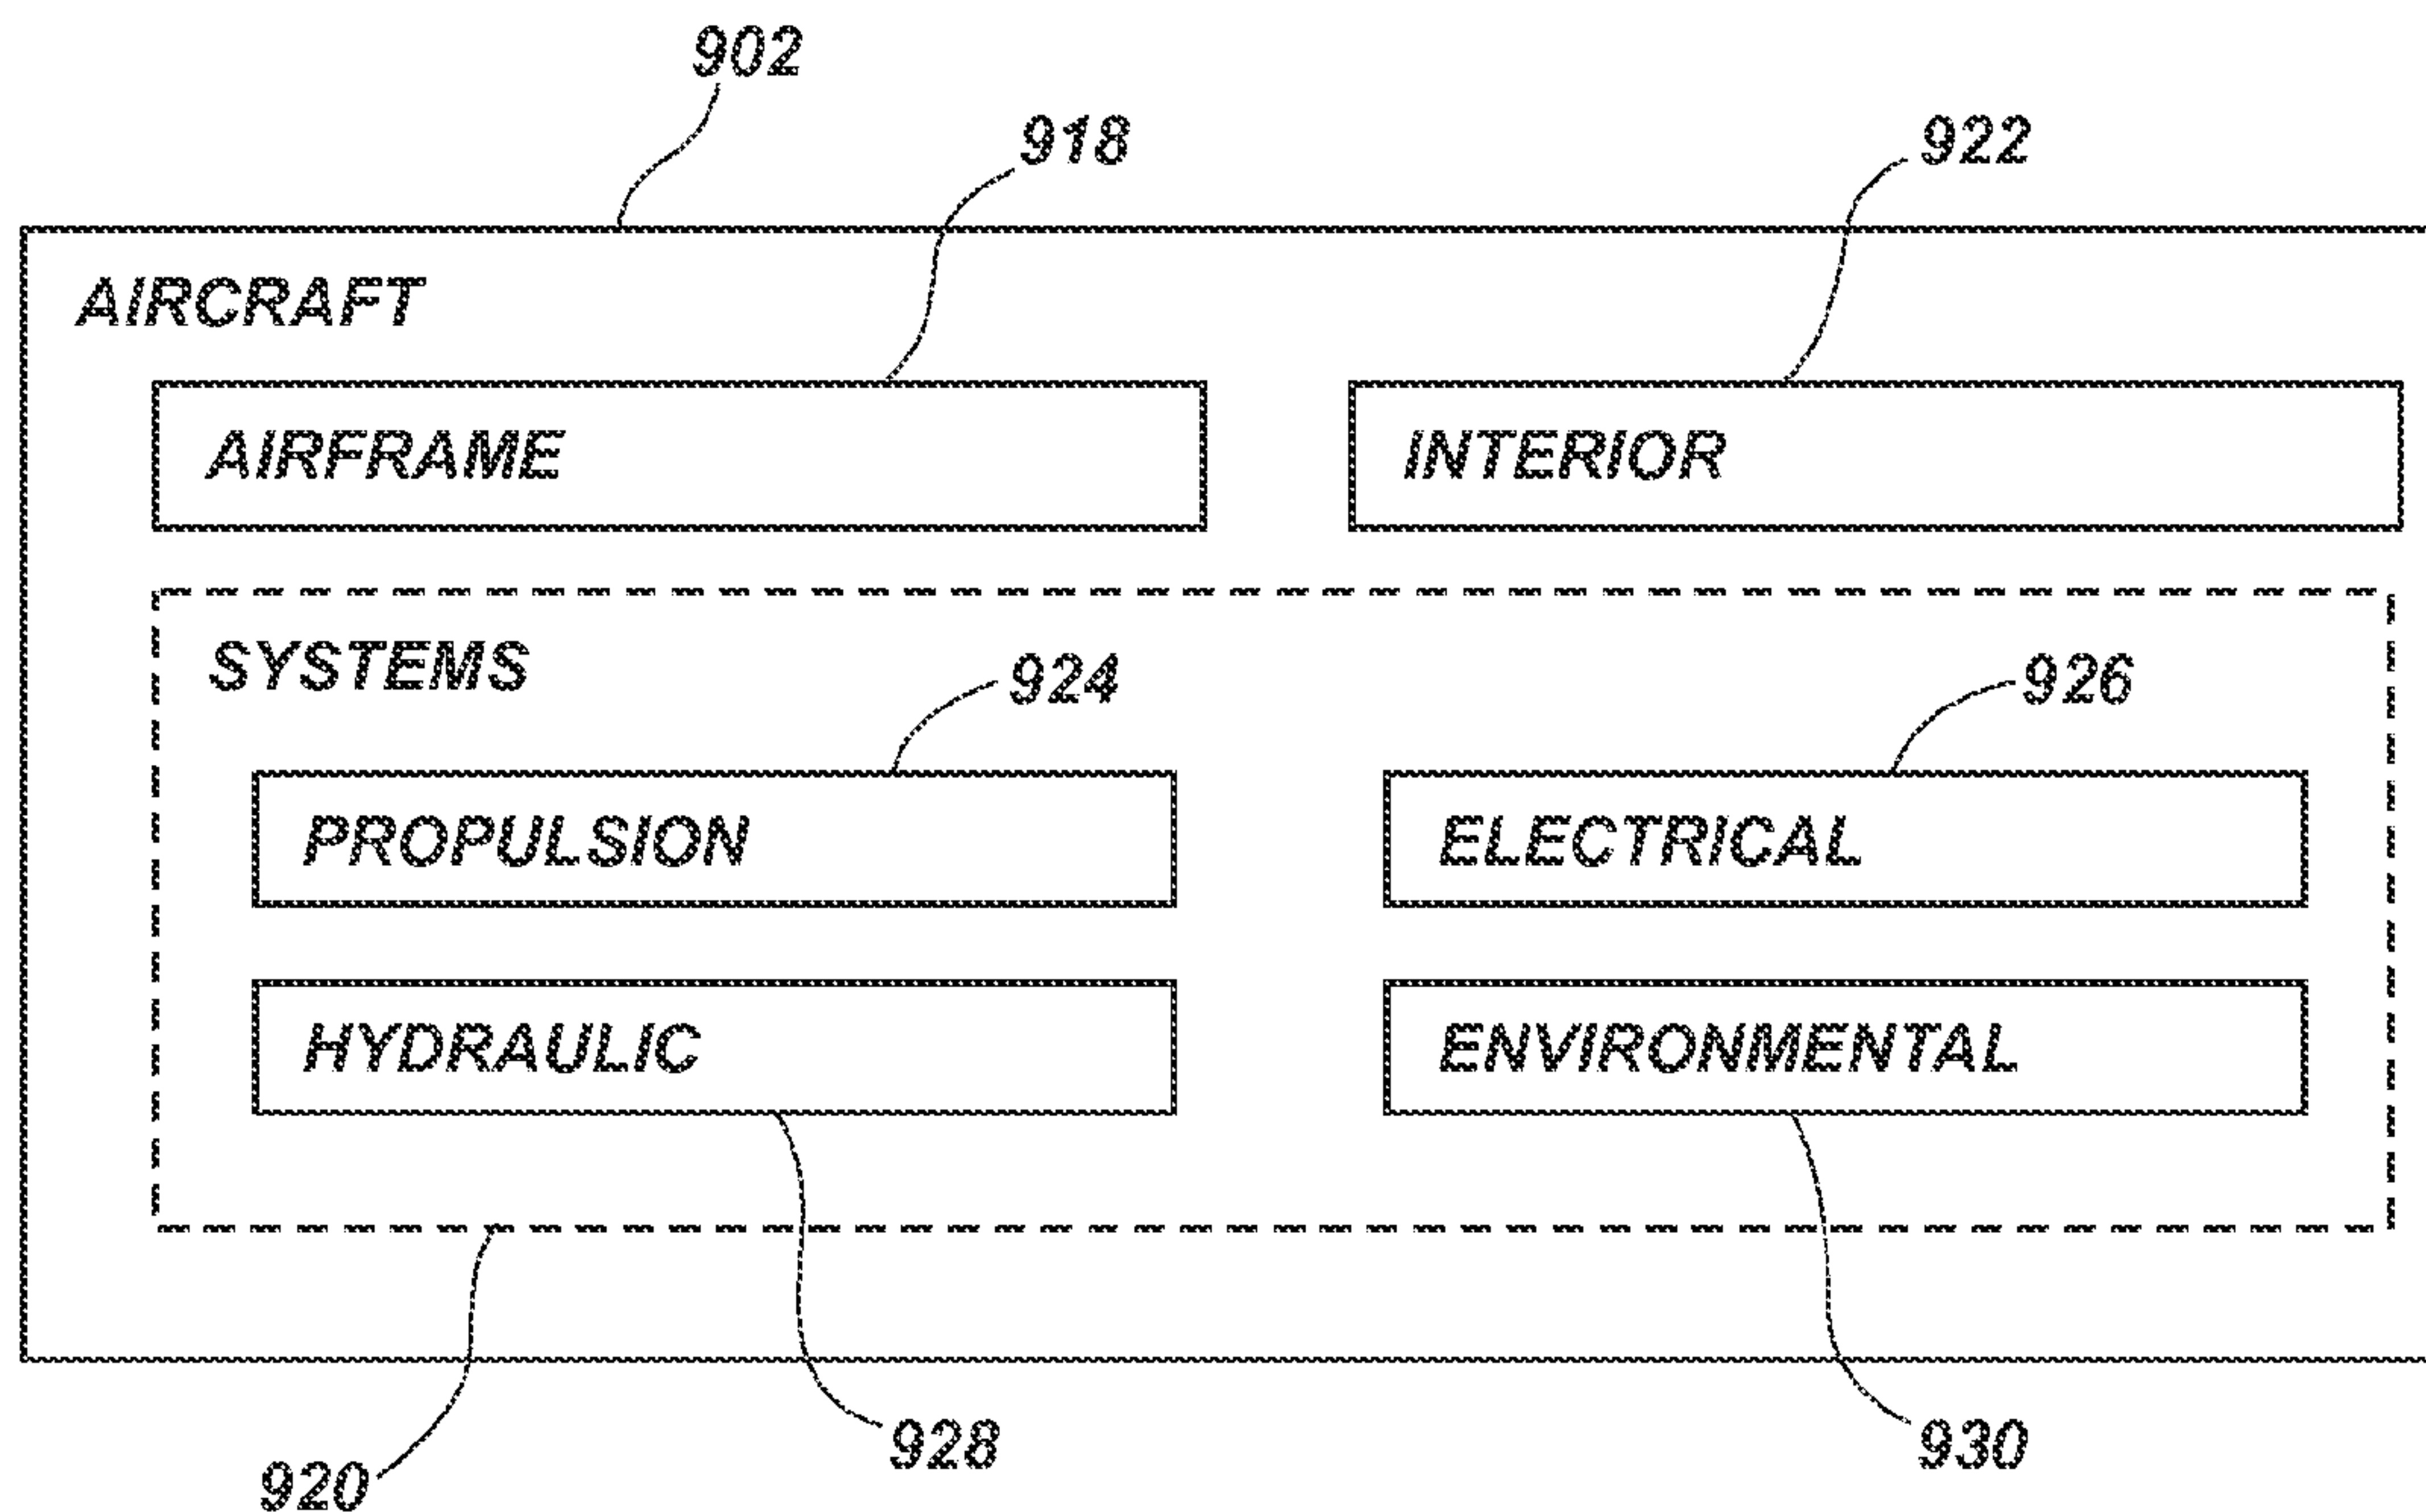 902
918
922
AIRCRAFT
AIRFRAME
INTERIOR
SYSTEMS
924
926
PROPULSION
ELECTRICAL
HYDRAULIC
ENVIRONMENTAL
928
930
920